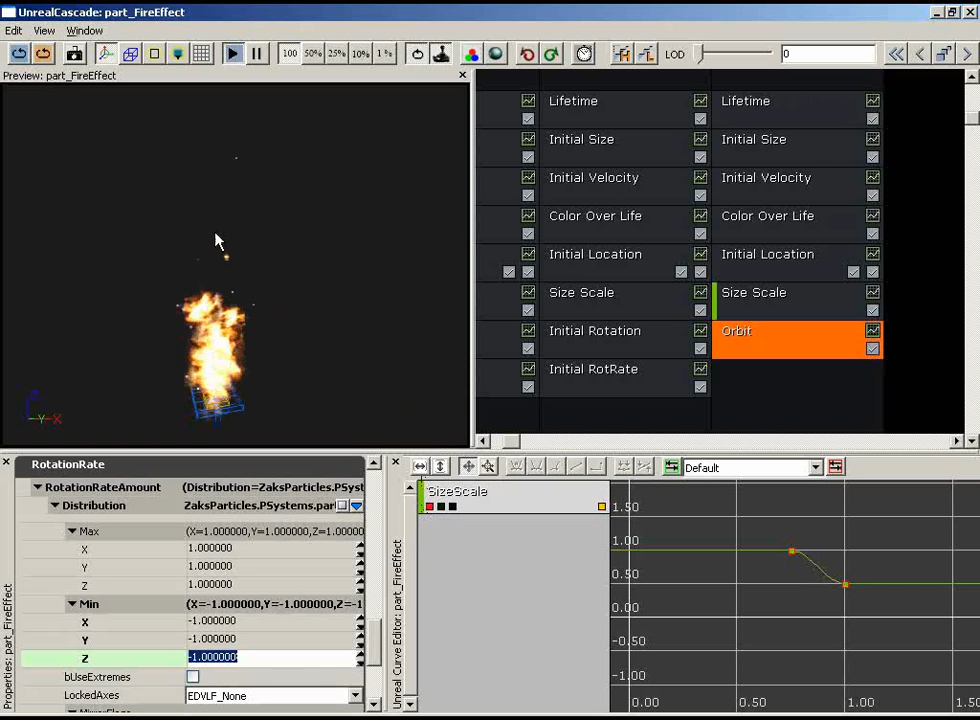 UnrealCascade: part_FireEffect
Edit View Window
100 50% 25% 10% 1% LOD 0
Preview: part_FireEffect
Lifetime Lifetime
Initial Size Initial Size
Initial Velocity Initial Velocity
Color Over Life Color Over Life
Initial Location Initial Location
Size Scale Size Scale
Initial Rotation Orbit
Initial RotRate
Y X
Properties: part_FireEffect
RotationRate
RotationRateAmount (Distribution=ZaksParticles.PSyst
Distribution ZaksParticles.PSystems.par
Max (X=1.000000,Y=1.000000,Z=1.00000
X 1.000000
Y 1.000000
Z 1.000000
Min (X=-1.000000,Y=-1.000000,Z=-1
X -1.000000
Y -1.000000
Z -1.000000
bUseExtremes
LockedAxes EDVLF_None
Unreal Curve Editor: part_FireEffect
Default
SizeScale
1.50
1.00
0.50
0.00
-0.50
-1.00
0.00 0.50 1.00 1.50